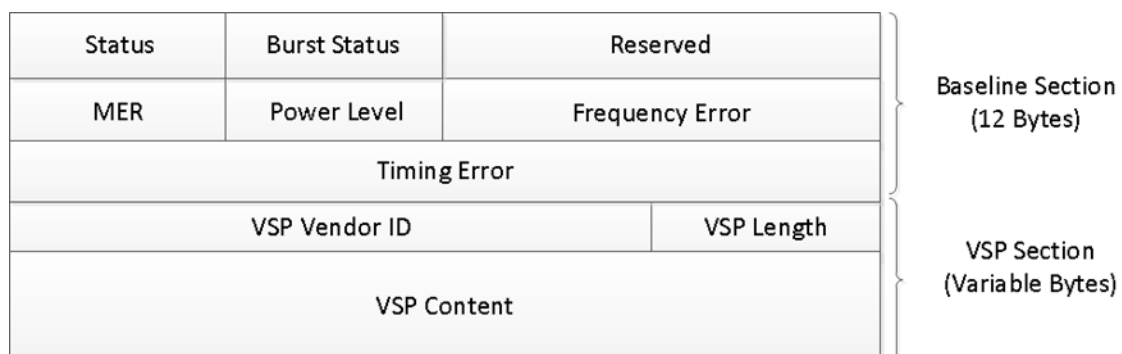 Status
Burst Status
Reserved
MER
Power Level
Frequency Error
Timing Error
Baseline Section
(12 Bytes)
VSP Vendor ID
VSP Length
VSP Content
VSP Section
(Variable Bytes)